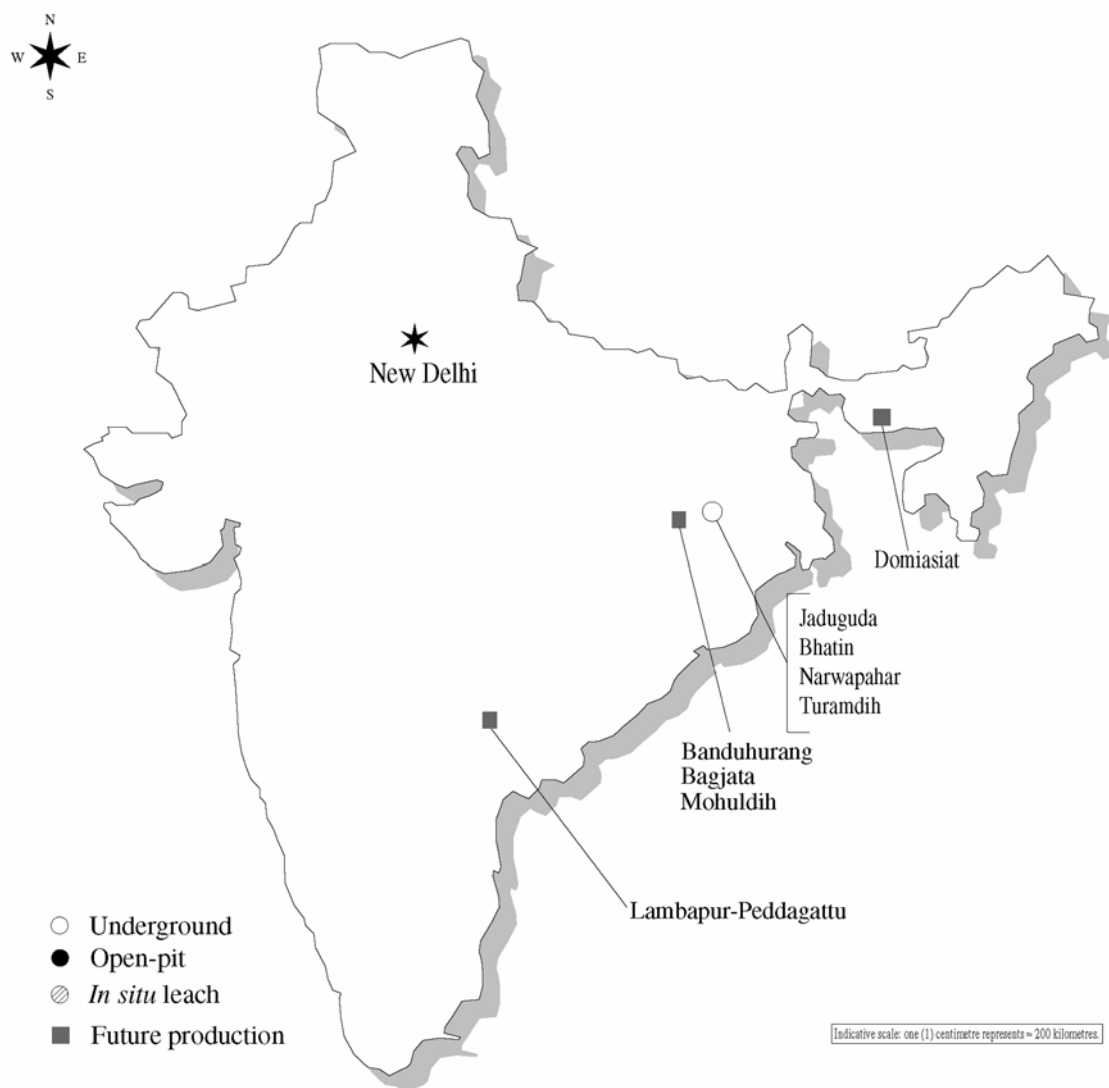 N
W E
S
New Delhi
Domiasiat
Jaduguda
Bhatin
Narwapahar
Turamdih
Banduhurang
Bagjata
Mohuldih
Lambapur-Peddagattu
Underground
Open-pit
In situ leach
Future production
Indicative scale: one (1) centimetre represents ≈ 200 kilometres.